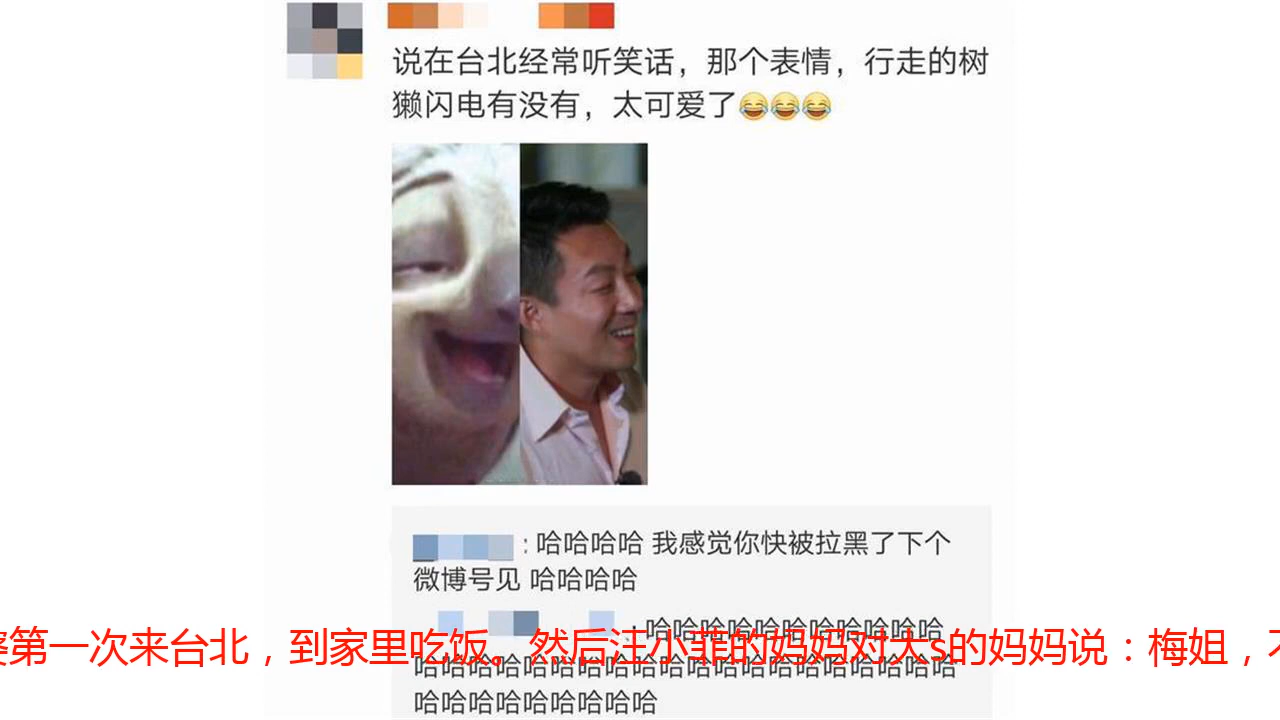 说在台北经常听笑话，那个表情，行走的树
獭闪电有没有，太可爱了😂😂😂
: 哈哈哈哈 我感觉你快被拉黑了下个
微博号见 哈哈哈哈
: 哈哈哈哈哈哈哈哈哈哈哈
第一次来台北，到家里吃饭。然后汪小菲的妈妈对大s的妈妈说：梅姐，不
哈哈哈哈哈哈哈哈哈哈哈哈哈哈哈哈哈哈哈哈
哈哈哈哈哈哈哈哈哈